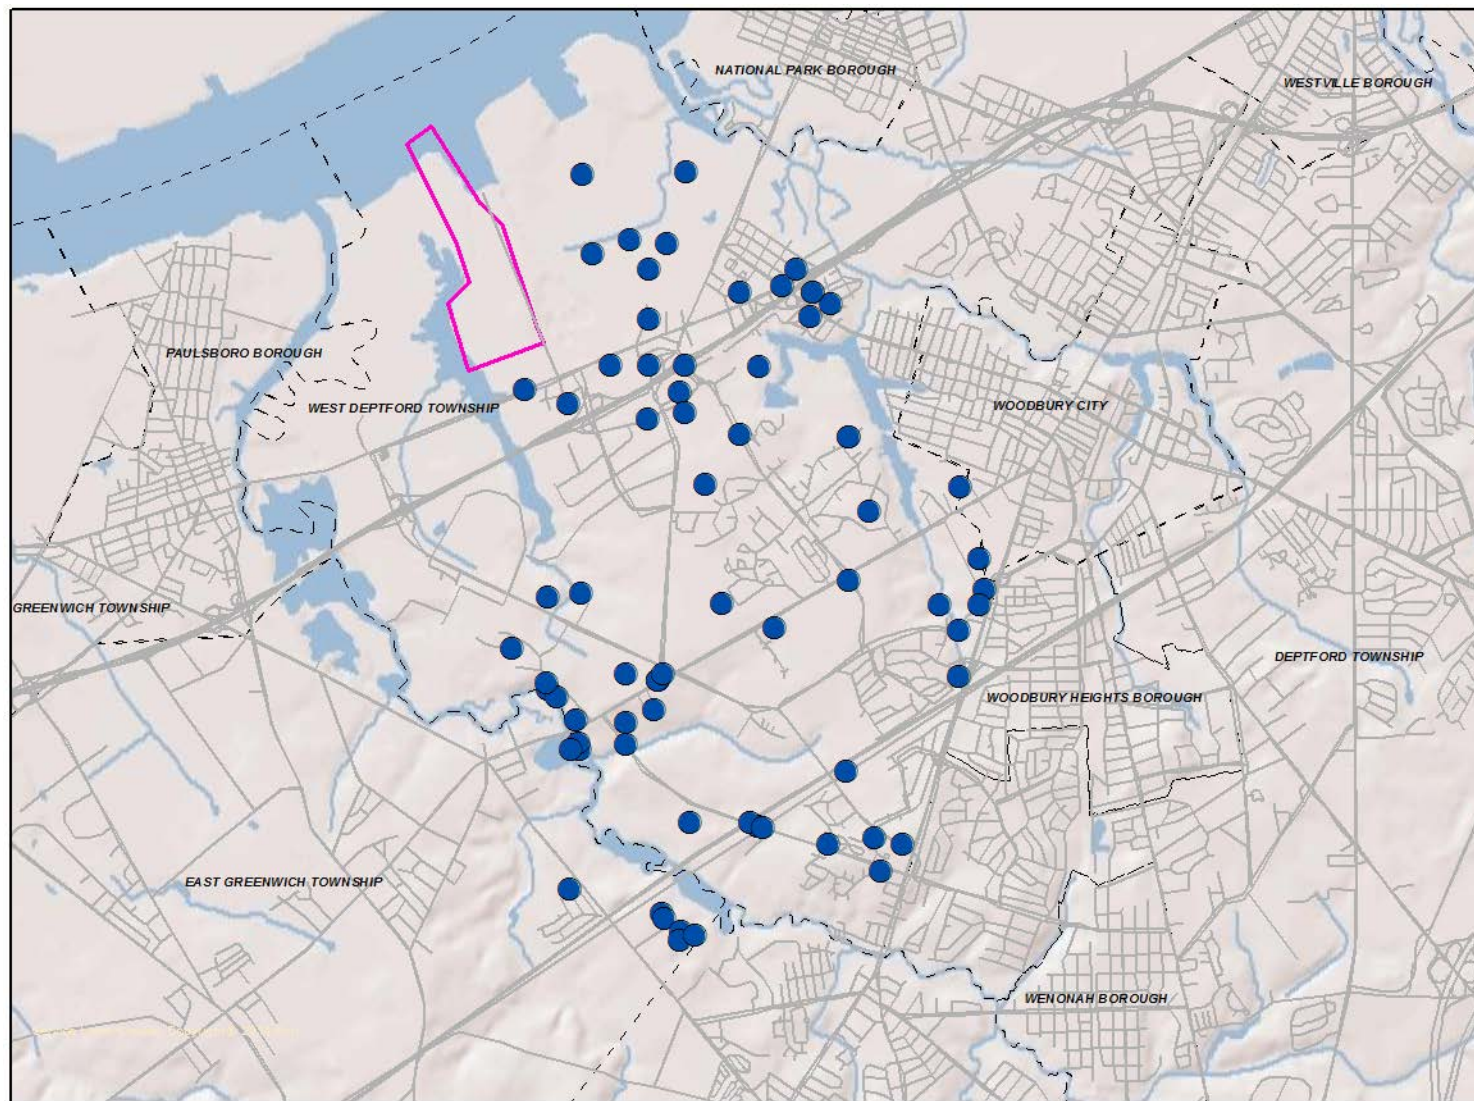 NATIONAL PARK BOROUGH
WESTVILLE BOROUGH
PAULSBORO BOROUGH
WEST DEPTFORD TOWNSHIP
WOODBURY CITY
GREENWICH TOWNSHIP
DEPTFORD TOWNSHIP
WOODBURY HEIGHTS BOROUGH
EAST GREENWICH TOWNSHIP
WENONAH BOROUGH